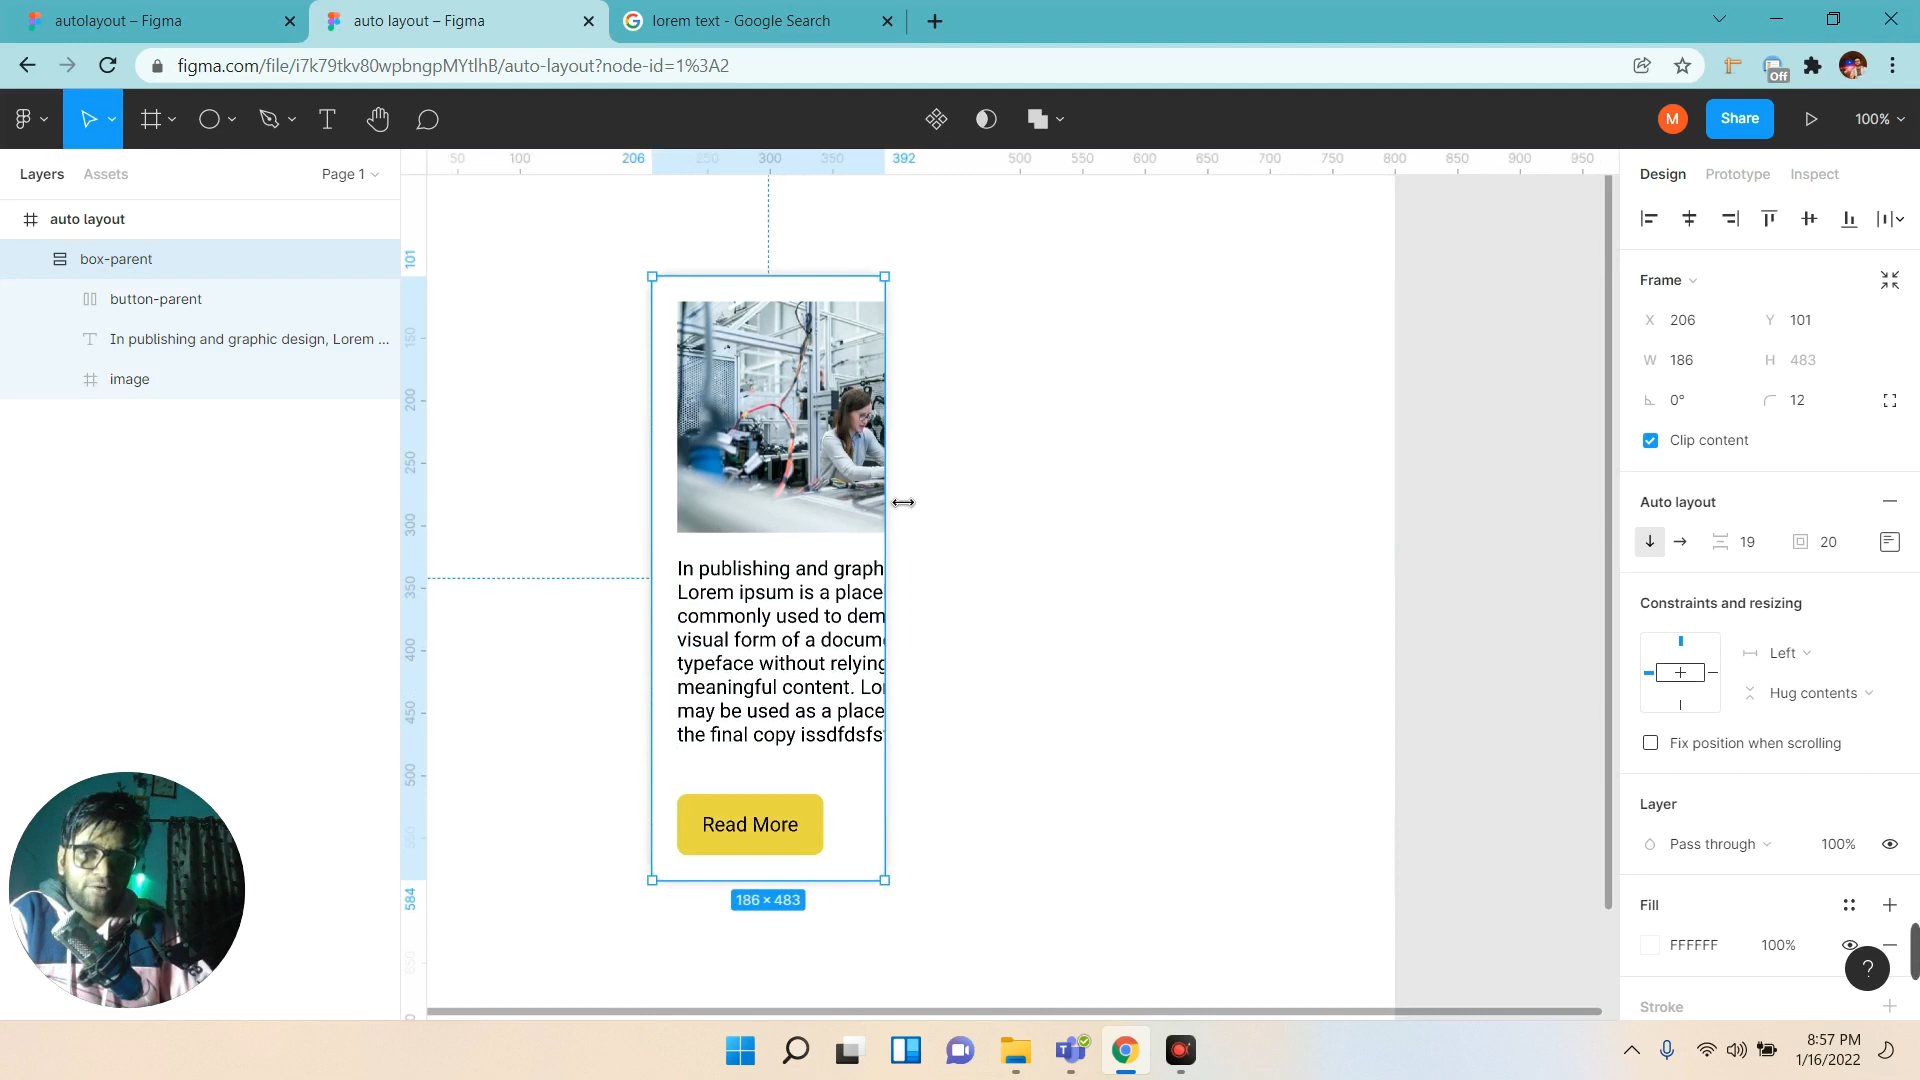 autolayout – Figma
auto layout – Figma
lorem text - Google Search
figma.com/file/i7k79tkv80wpbngpMYtlhB/auto-layout?node-id=1%3A2
Off
M
Share
100%
Layers
Assets
Page 1
auto layout
box-parent
button-parent
In publishing and graphic design, Lorem ...
image
50 100 206 250 300 350 392 500 550 600 650 700 750 800 850 900 950
101
150
200
250
300
350
400
450
500
550
584
650
In publishing and graph
Lorem ipsum is a place
commonly used to dem
visual form of a docum
typeface without relying
meaningful content. Lo
may be used as a place
the final copy issdfdsfs
Read More
186 × 483
Design
Prototype
Inspect
Frame
X 206
Y 101
W 186
H 483
0°
12
Clip content
Auto layout
19
20
Constraints and resizing
Left
Hug contents
Fix position when scrolling
Layer
Pass through
100%
Fill
FFFFFF
100%
?
Stroke
8:57 PM
1/16/2022